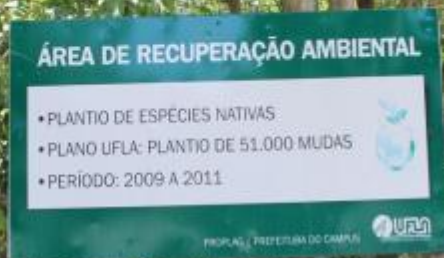 ÁREA DE RECUPERAÇÃO AMBIENTAL
• PLANTIO DE ESPÉCIES NATIVAS
• PLANO UFLA: PLANTIO DE 51.000 MUDAS
• PERÍODO: 2009 A 2011
PROPLAG / PREFEITURA DO CAMPUS
UFLA